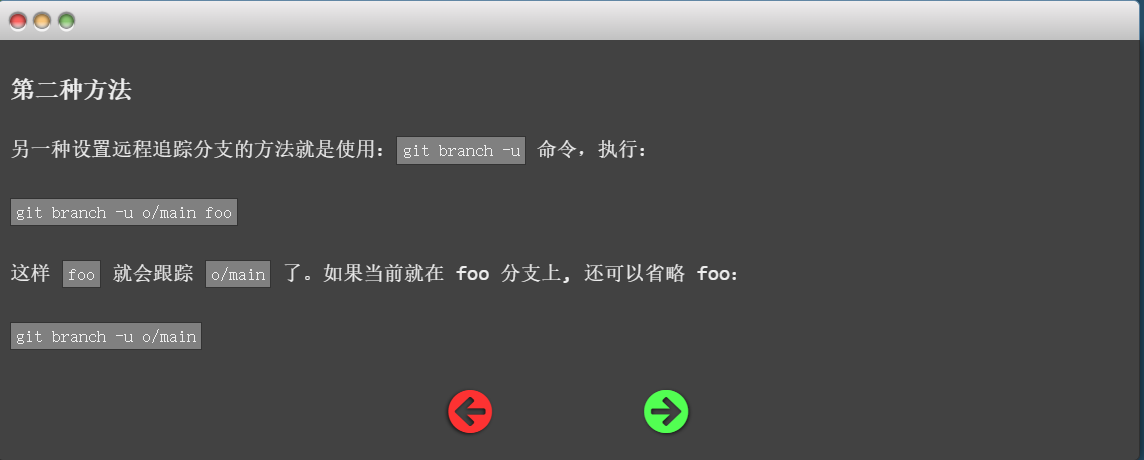 第二种方法
另一种设置远程追踪分支的方法就是使用：git branch -u 命令，执行：
git branch -u o/main foo
这样 foo 就会跟踪 o/main 了。如果当前就在 foo 分支上, 还可以省略 foo：
git branch -u o/main